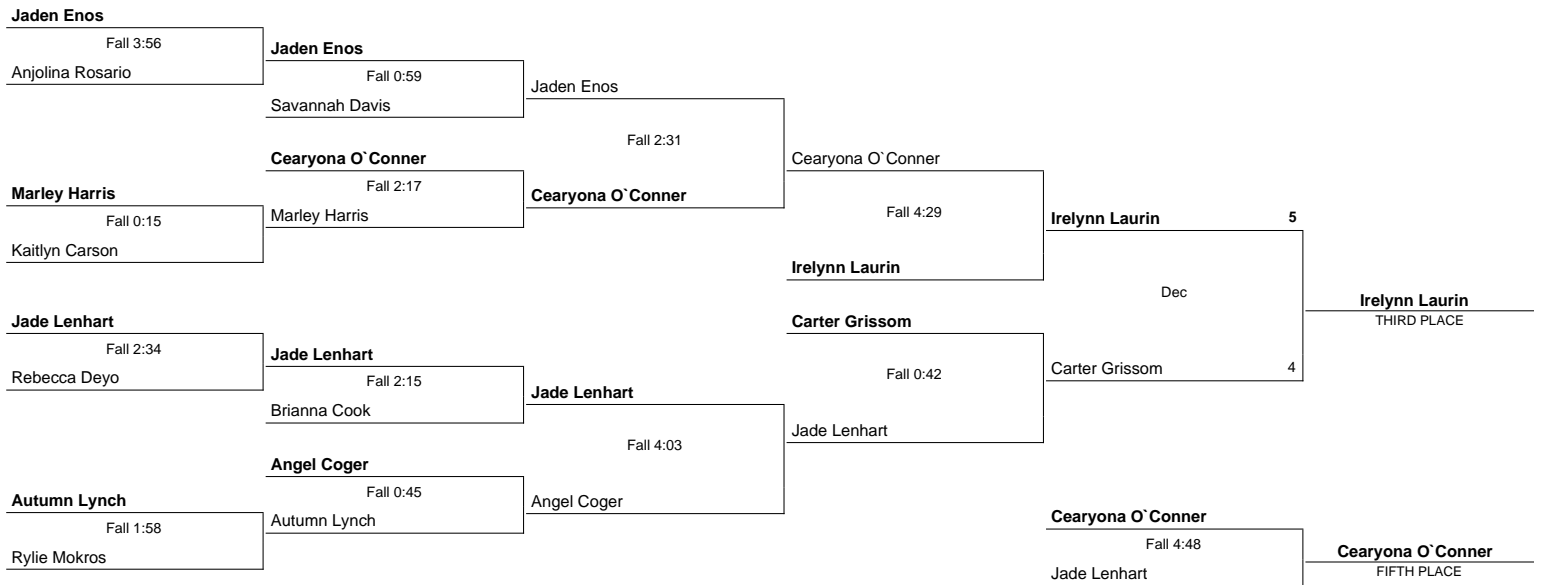 Jaden Enos
Fall 3:56
Anjolina Rosario
Marley Harris
Fall 0:15
Kaitlyn Carson
Jade Lenhart
Fall 2:34
Rebecca Deyo
Autumn Lynch
Fall 1:58
Rylie Mokros
Jaden Enos
Fall 0:59
Savannah Davis
Cearyona O`Conner
Fall 2:17
Marley Harris
Jade Lenhart
Fall 2:15
Brianna Cook
Angel Coger
Fall 0:45
Autumn Lynch
Jaden Enos
Fall 2:31
Cearyona O`Conner
Jade Lenhart
Fall 4:03
Angel Coger
Cearyona O`Conner
Fall 4:29
Irelynn Laurin
Carter Grissom
Fall 0:42
Jade Lenhart
Irelynn Laurin 5
Dec
Carter Grissom 4
Irelynn Laurin
THIRD PLACE
Cearyona O`Conner
Fall 4:48
Jade Lenhart
Cearyona O`Conner
FIFTH PLACE